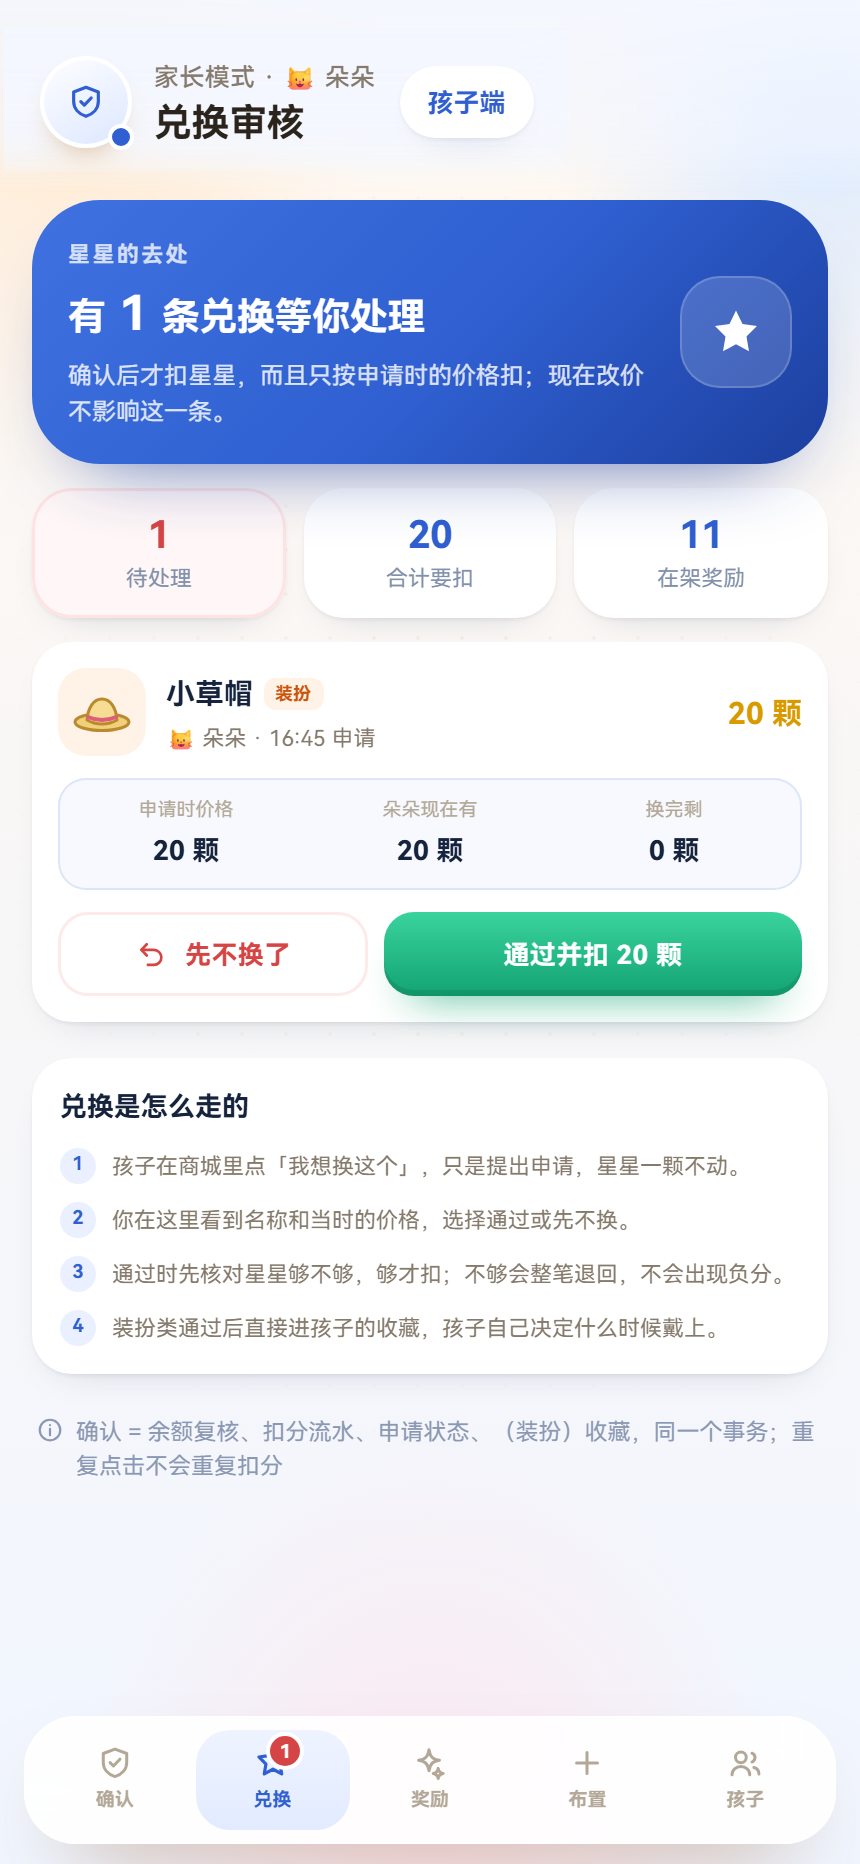 家长模式 · 朵朵
兑换审核
孩子端
星星的去处
有 1 条兑换等你处理
确认后才扣星星，而且只按申请时的价格扣；现在改价
不影响这一条。
1
待处理
20
合计要扣
11
在架奖励
小草帽
装扮
朵朵 · 16:45 申请
20 颗
申请时价格
朵朵现在有
换完剩
20 颗
20 颗
0 颗
先不换了
通过并扣 20 颗
兑换是怎么走的
1 孩子在商城里点「我想换这个」，只是提出申请，星星一颗不动。
2 你在这里看到名称和当时的价格，选择通过或先不换。
3 通过时先核对星星够不够，够才扣；不够会整笔退回，不会出现负分。
4 装扮类通过后直接进孩子的收藏，孩子自己决定什么时候戴上。
确认 = 余额复核、扣分流水、申请状态、（装扮）收藏，同一个事务；重
复点击不会重复扣分
1
确认
兑换
奖励
布置
孩子